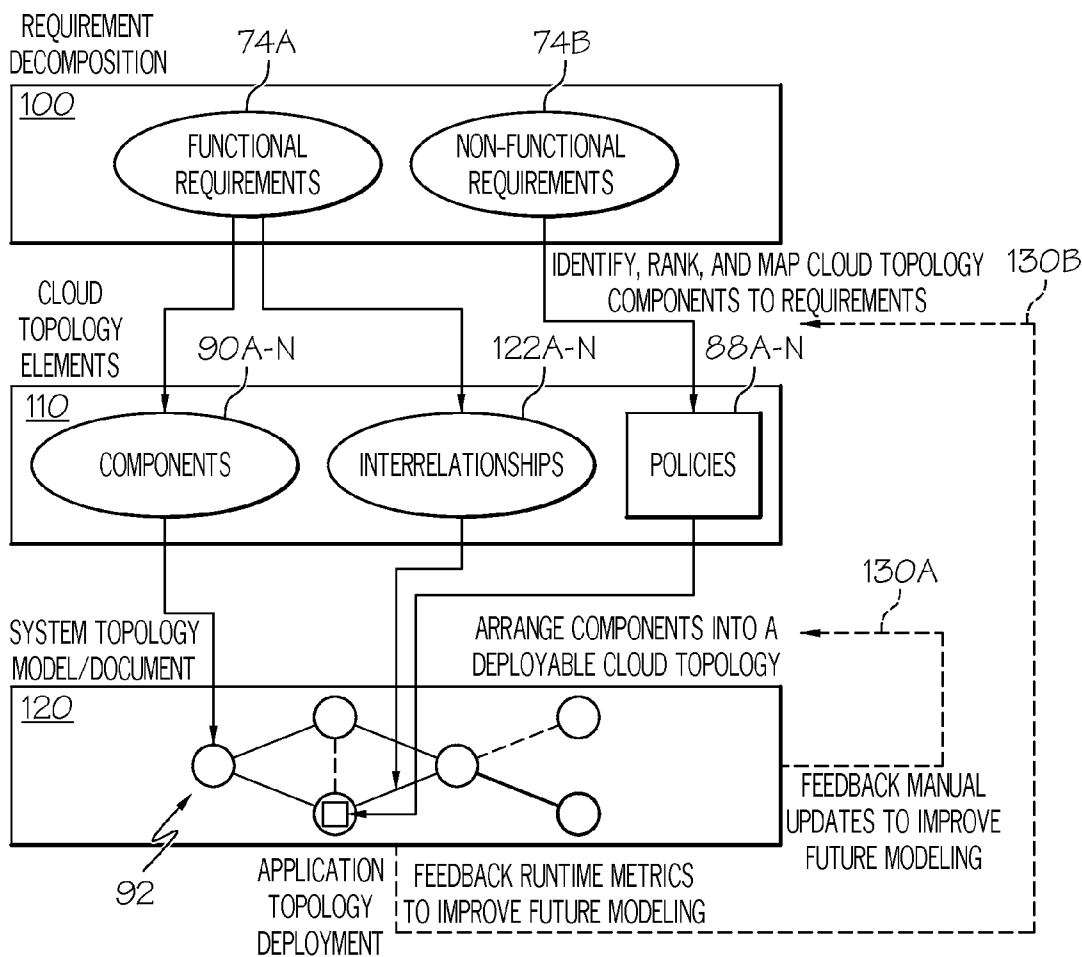 REQUIREMENT
DECOMPOSITION
74A
74B
100
FUNCTIONAL
REQUIREMENTS
NON-FUNCTIONAL
REQUIREMENTS
IDENTIFY, RANK, AND MAP CLOUD TOPOLOGY
COMPONENTS TO REQUIREMENTS
130B
CLOUD
TOPOLOGY
ELEMENTS
90A-N
122A-N
88A-N
110
COMPONENTS
INTERRELATIONSHIPS
POLICIES
130A
SYSTEM TOPOLOGY
MODEL/DOCUMENT
ARRANGE COMPONENTS INTO A
DEPLOYABLE CLOUD TOPOLOGY
120
92
FEEDBACK MANUAL
UPDATES TO IMPROVE
FUTURE MODELING
APPLICATION
TOPOLOGY
DEPLOYMENT
FEEDBACK RUNTIME METRICS
TO IMPROVE FUTURE MODELING